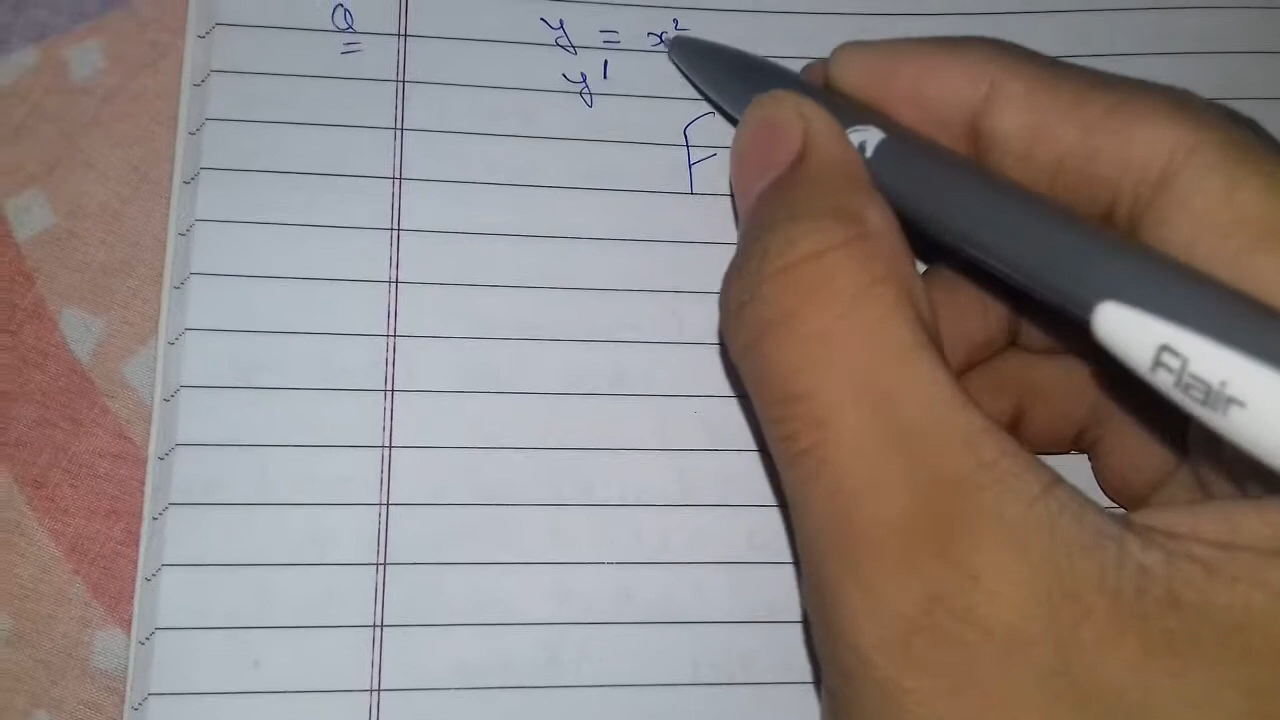 Q y = x²
y'
F
Flair